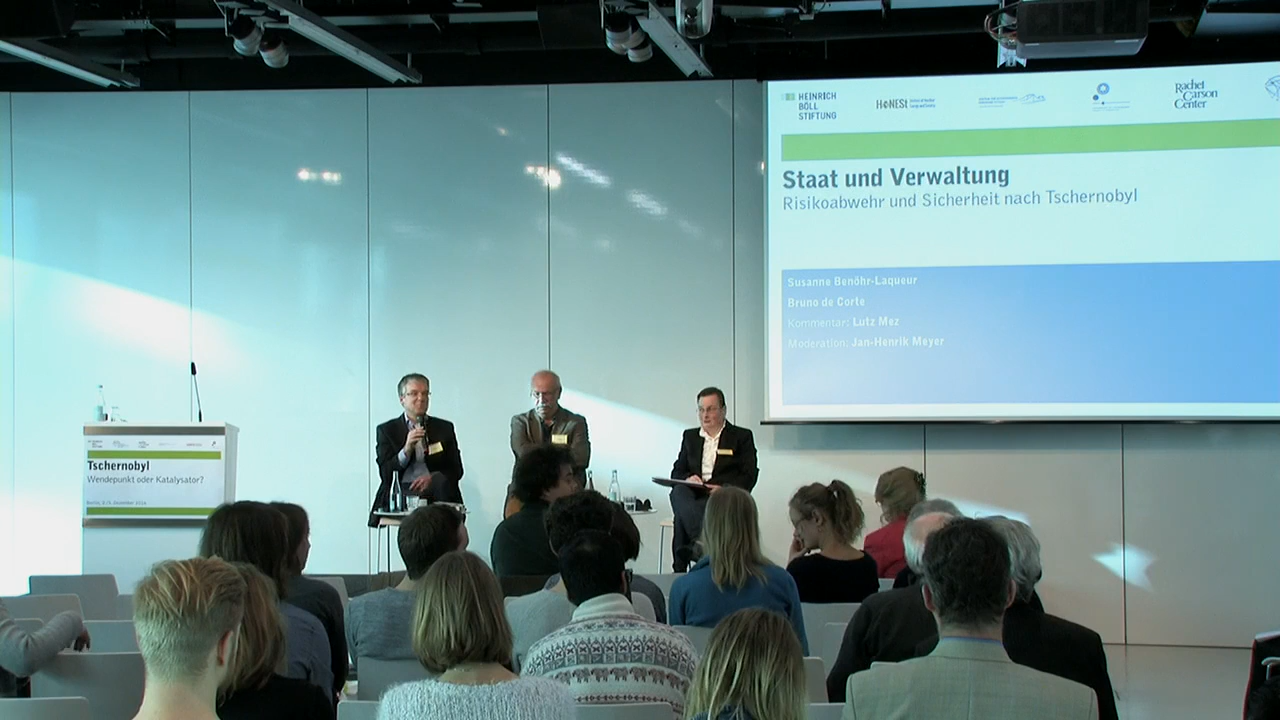 HEINRICH
BÖLL
STIFTUNG
HoNESt
Rachel
Carson
Center
Staat und Verwaltung
Risikoabwehr und Sicherheit nach Tschernobyl
Susanne Benöhr-Laqueur
Bruno de Corte
Kommentar: Lutz Mez
Moderation: Jan-Henrik Meyer
Tschernobyl
Wendepunkt oder Katalysator?